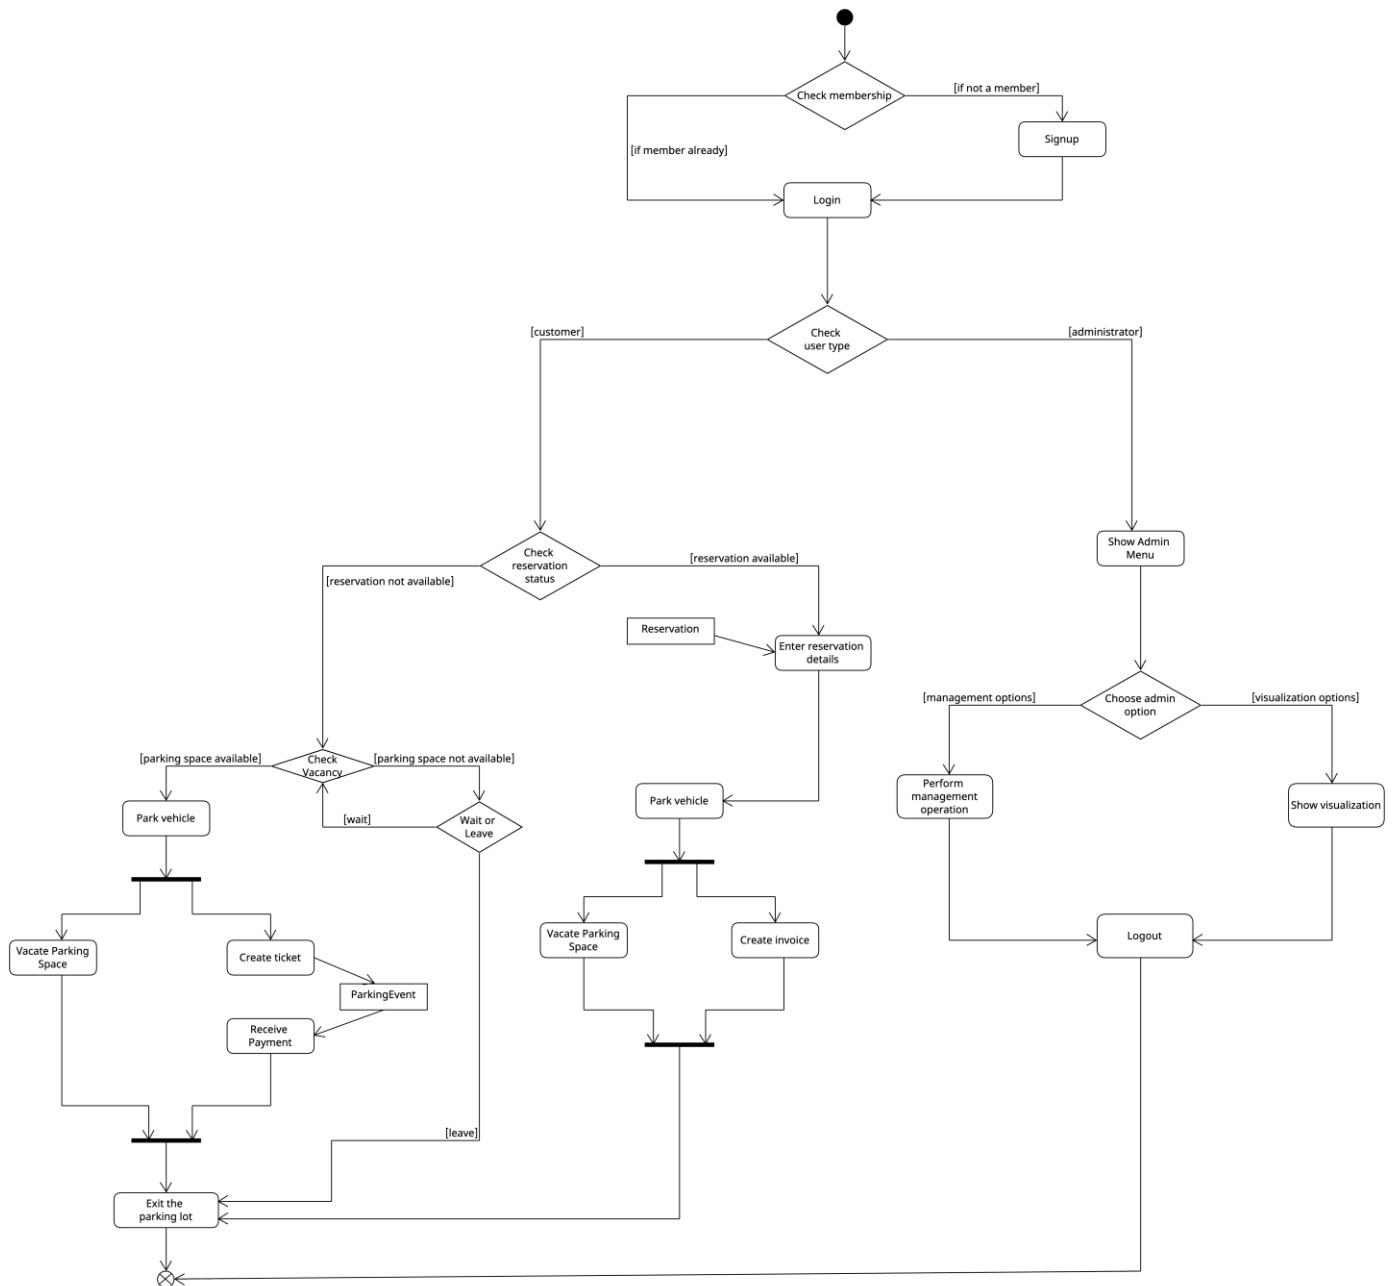 Check membership
[if not a member]
Signup
[if member already]
Login
[customer]
Check
user type
[administrator]
Check
reservation
status
[reservation not available]
[reservation available]
Show Admin
Menu
Reservation
Enter reservation
details
[management options]
Choose admin
option
[visualization options]
[parking space available]
Check
Vacancy
[parking space not available]
Park vehicle
[wait]
Wait or
Leave
Park vehicle
Perform
management
operation
Show visualization
Vacate Parking
Space
Create ticket
ParkingEvent
Receive
Payment
Vacate Parking
Space
Create invoice
Logout
[leave]
Exit the
parking lot